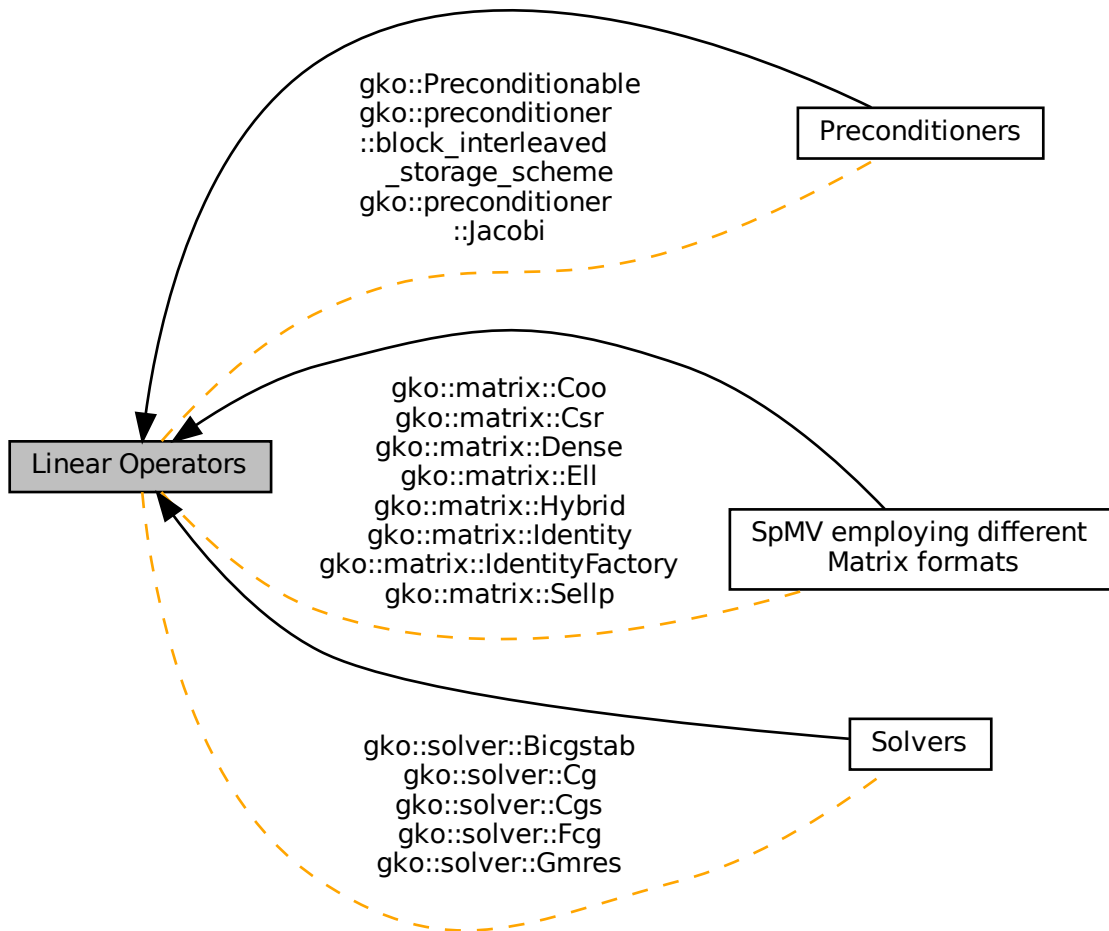 gko::Preconditionable
gko::preconditioner
::block_interleaved
_storage_scheme
gko::preconditioner
::Jacobi
Preconditioners
gko::matrix::Coo
gko::matrix::Csr
gko::matrix::Dense
gko::matrix::Ell
gko::matrix::Hybrid
gko::matrix::Identity
gko::matrix::IdentityFactory
gko::matrix::Sellp
Linear Operators
SpMV employing different
Matrix formats
gko::solver::Bicgstab
gko::solver::Cg
gko::solver::Cgs
gko::solver::Fcg
gko::solver::Gmres
Solvers